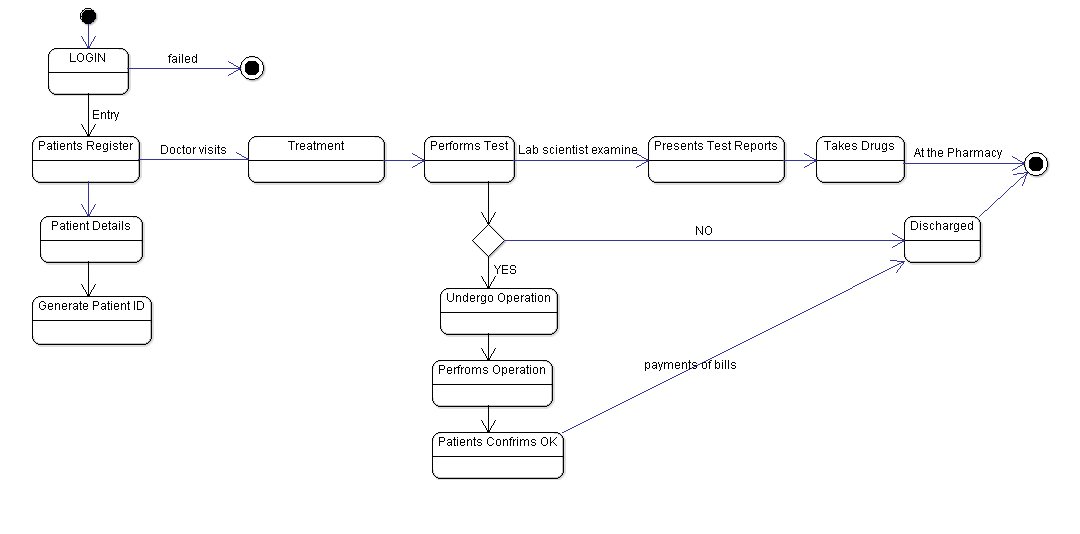 LOGIN
failed
Entry
Patients Register
Doctor visits
Treatment
Performs Test
Lab scientist examine
Presents Test Reports
Takes Drugs
At the Pharmacy
Patient Details
NO
Discharged
YES
Generate Patient ID
Undergo Operation
payments of bills
Perfroms Operation
Patients Confrims OK